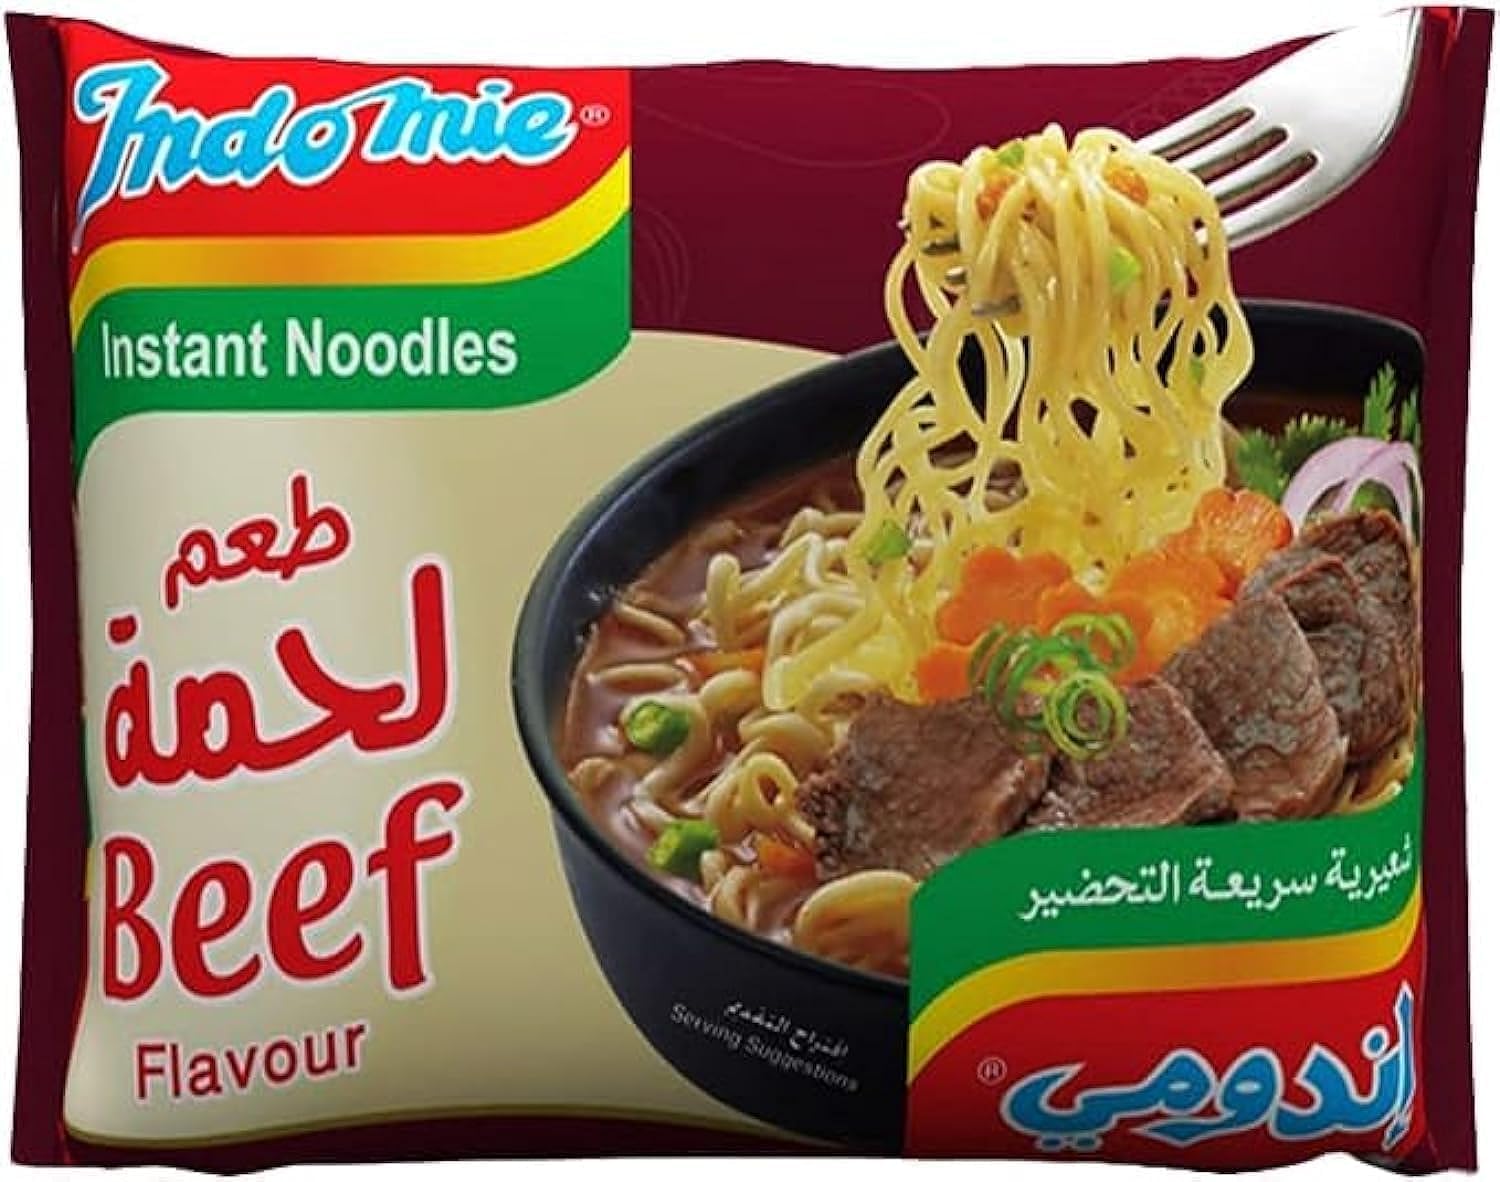 Indomie®
Instant Noodles
طعم
لحمة
Beef
Flavour
شعيرية سريعة التحضير
إندومي®
اقتراح التقديم
Serving Suggestions